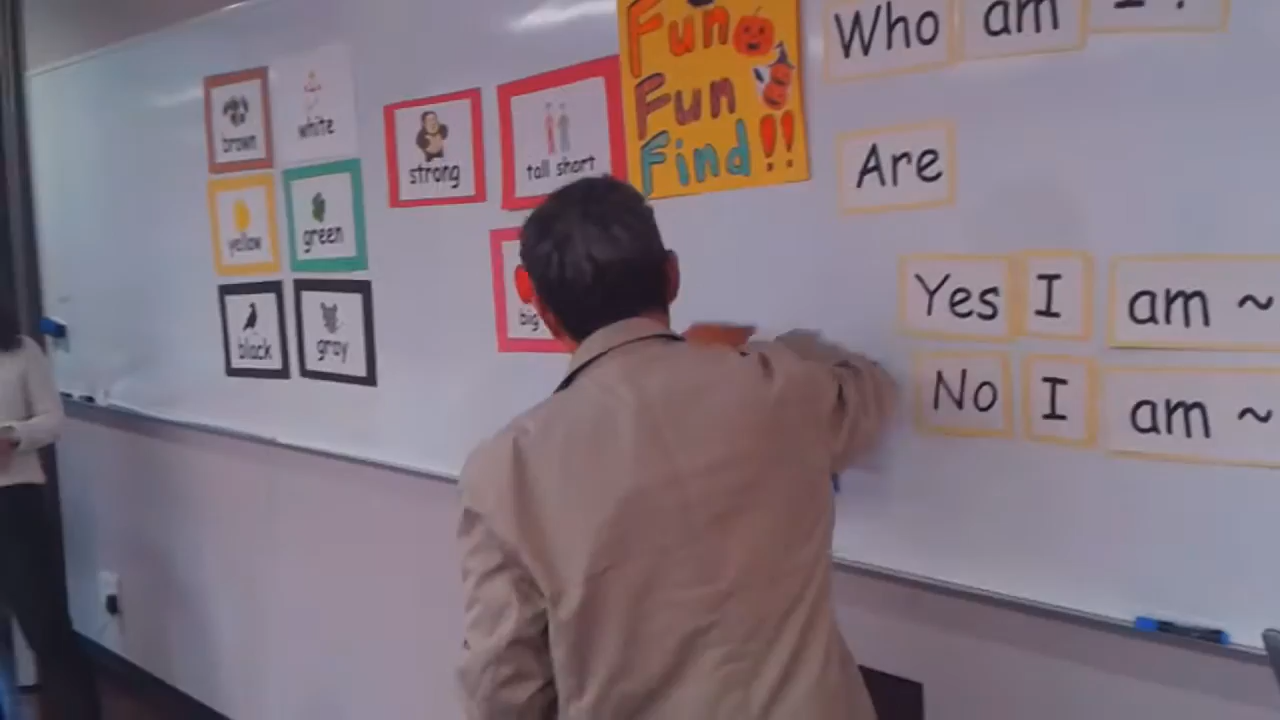 brown
white
yellow
green
black
gray
strong
tall short
big
Fun
Fun
Find!!
Who am I?
Are
Yes I am ~
No I am ~